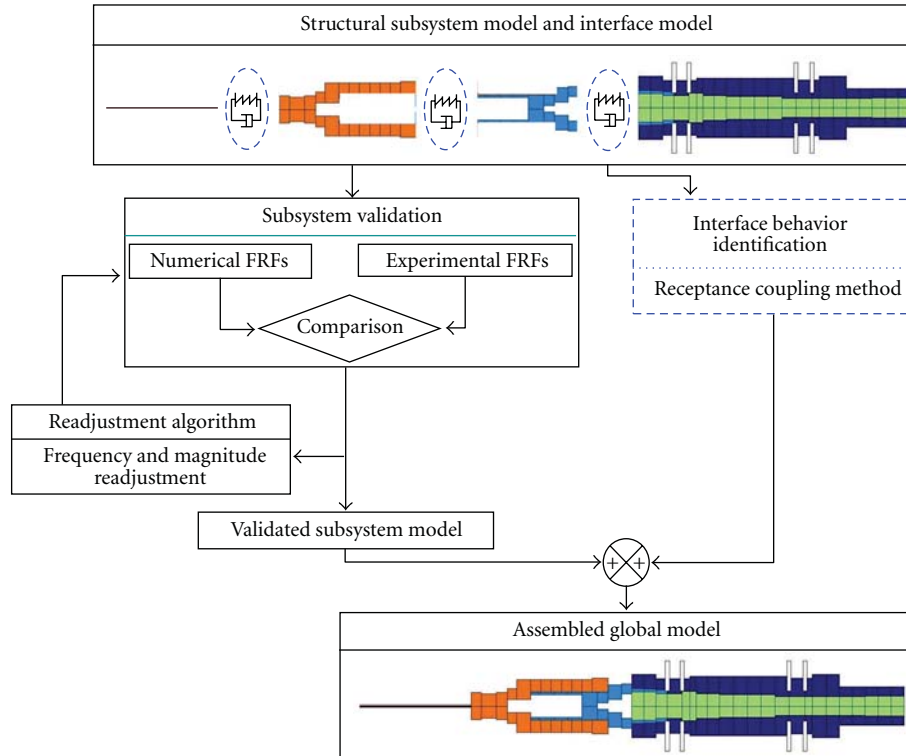 Structural subsystem model and interface model
Subsystem validation
Numerical FRFs
Experimental FRFs
Comparison
Interface behavior
identification
Receptance coupling method
Readjustment algorithm
Frequency and magnitude
readjustment
Validated subsystem model
+ +
Assembled global model